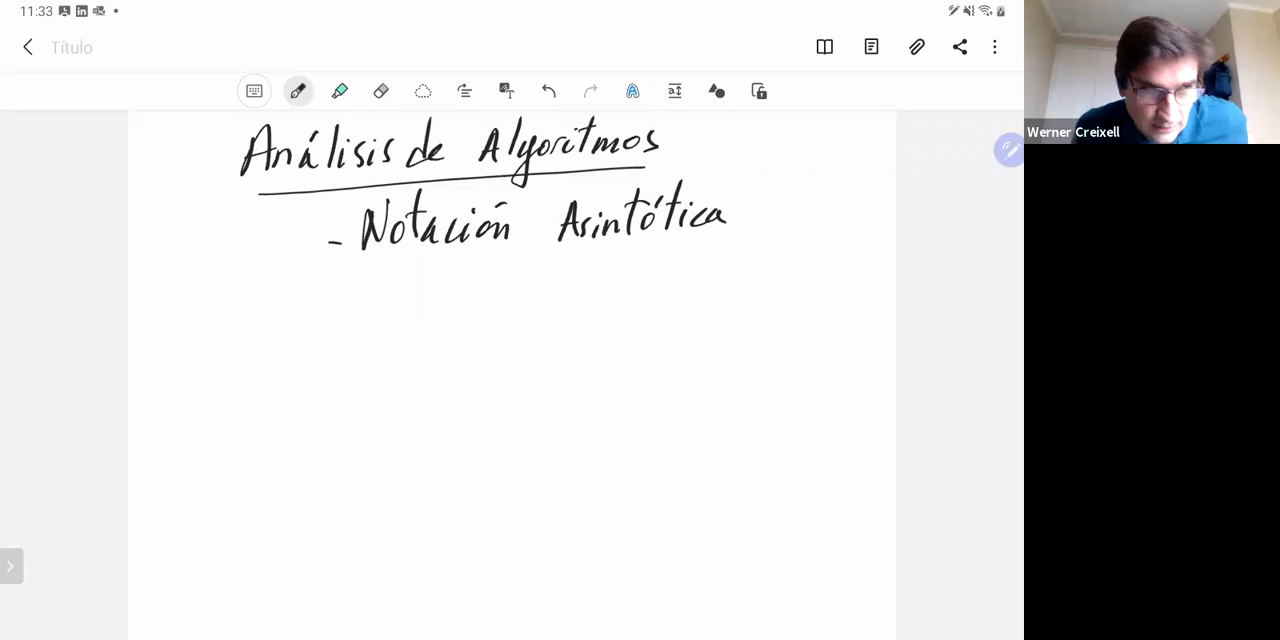 11:33
Título
Análisis de Algoritmos
- Notación Asintótica
Werner Creixell